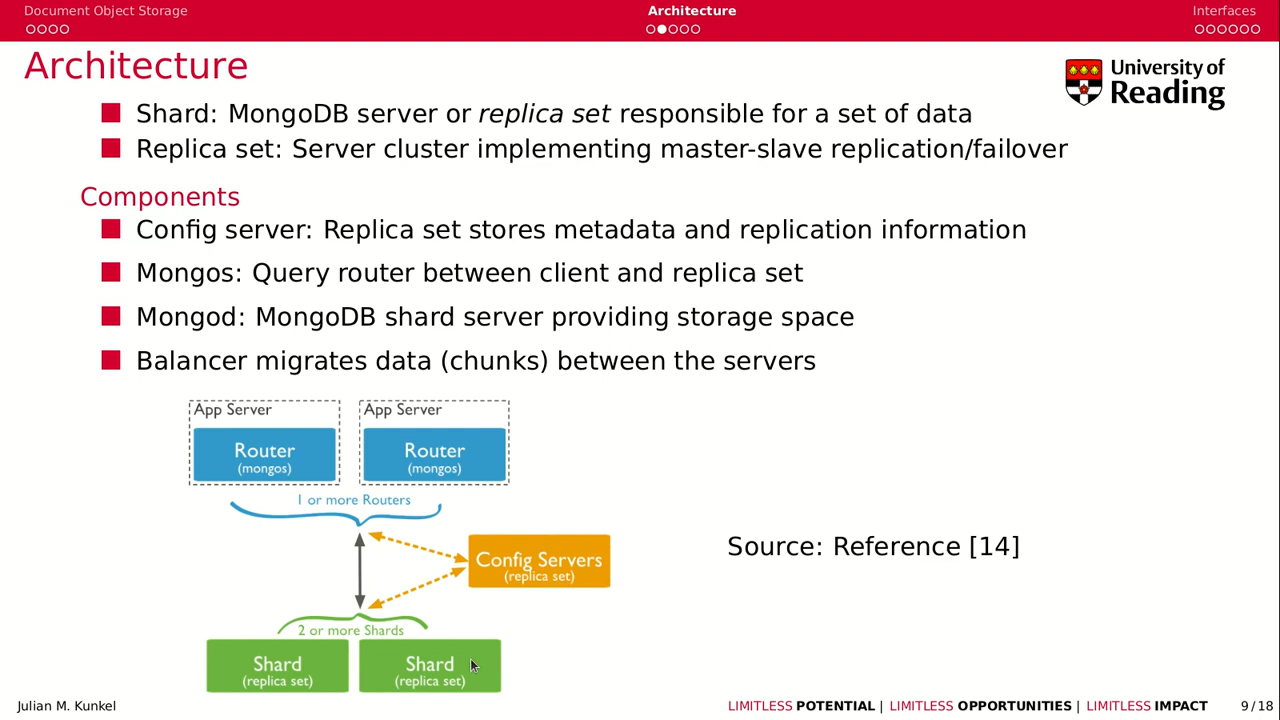 Document Object Storage
Architecture
Interfaces
Architecture
University of
Reading
Shard: MongoDB server or replica set responsible for a set of data
Replica set: Server cluster implementing master-slave replication/failover
Components
Config server: Replica set stores metadata and replication information
Mongos: Query router between client and replica set
Mongod: MongoDB shard server providing storage space
Balancer migrates data (chunks) between the servers
App Server
Router
(mongos)
App Server
Router
(mongos)
1 or more Routers
Config Servers
(replica set)
Source: Reference [14]
2 or more Shards
Shard
(replica set)
Shard
(replica set)
Julian M. Kunkel
LIMITLESS POTENTIAL | LIMITLESS OPPORTUNITIES | LIMITLESS IMPACT
9 / 18